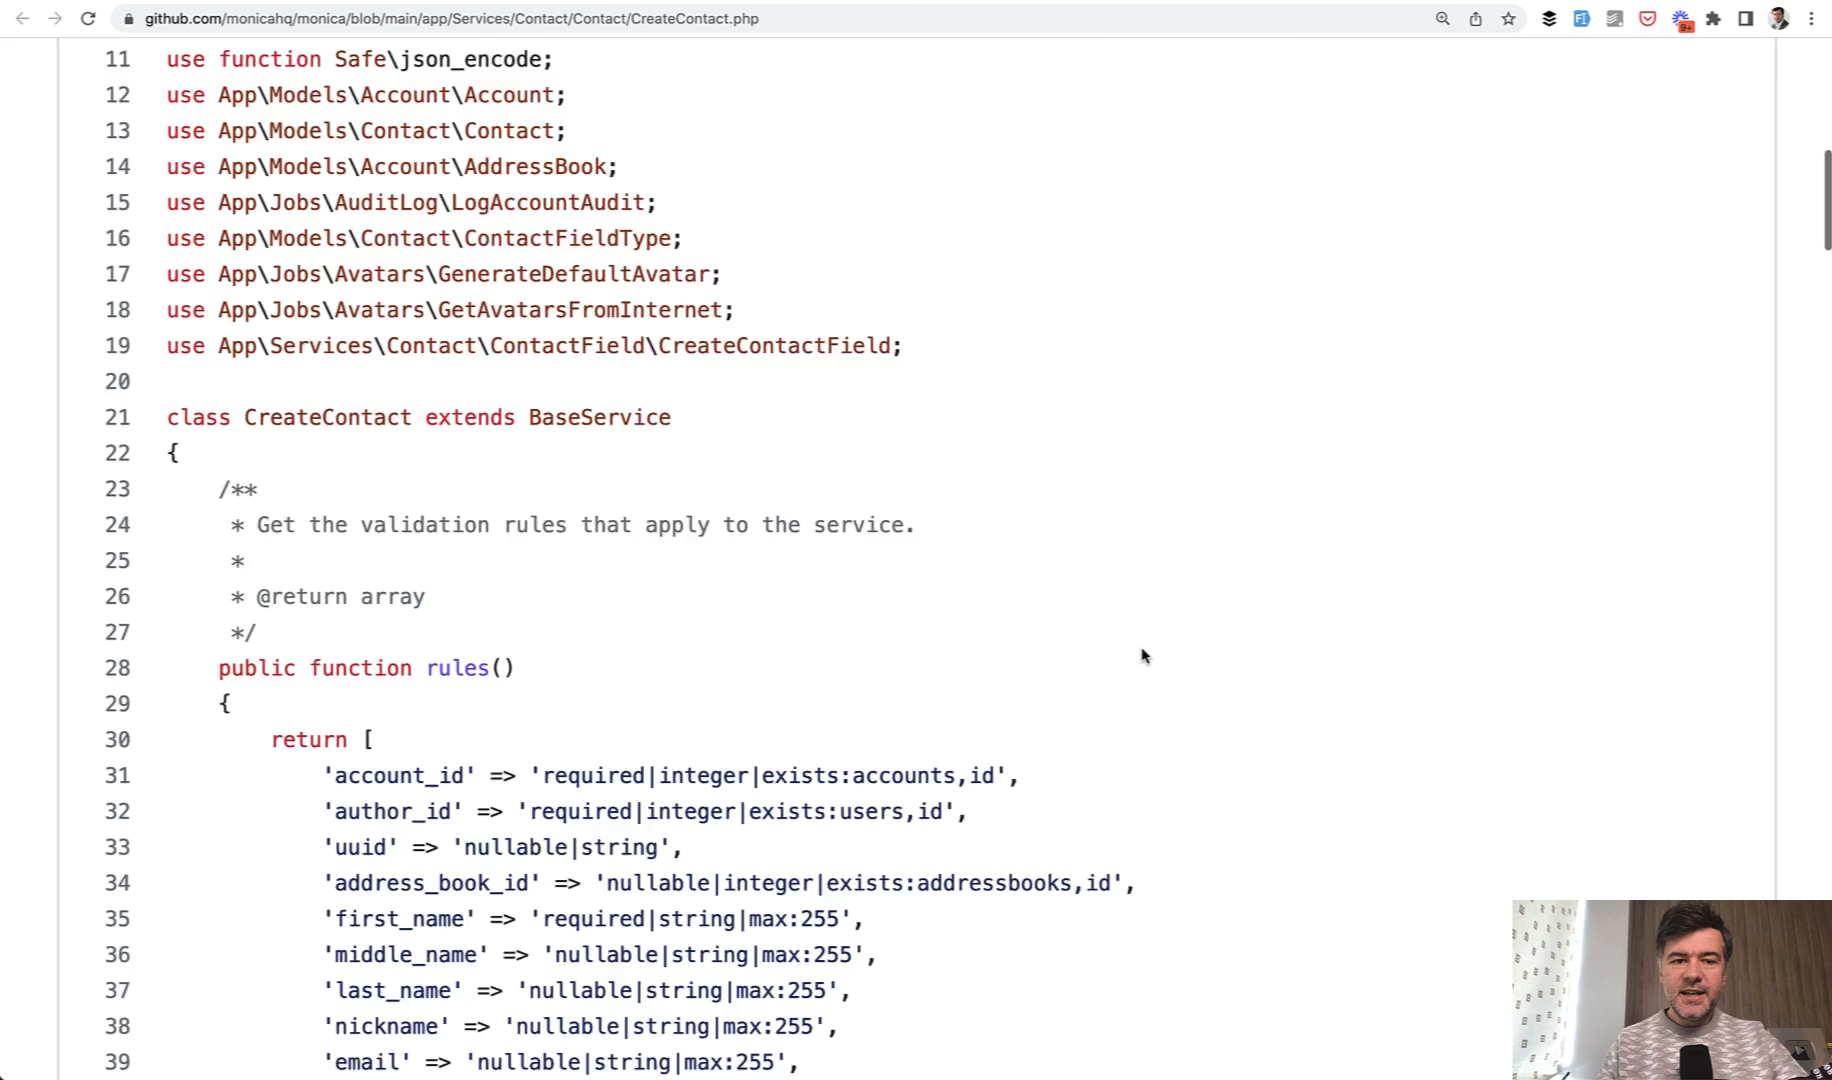 github.com/monicahq/monica/blob/main/app/Services/Contact/Contact/CreateContact.php
9+
11 use function Safe\json_encode;
12 use App\Models\Account\Account;
13 use App\Models\Contact\Contact;
14 use App\Models\Account\AddressBook;
15 use App\Jobs\AuditLog\LogAccountAudit;
16 use App\Models\Contact\ContactFieldType;
17 use App\Jobs\Avatars\GenerateDefaultAvatar;
18 use App\Jobs\Avatars\GetAvatarsFromInternet;
19 use App\Services\Contact\ContactField\CreateContactField;
20
21 class CreateContact extends BaseService
22 {
23 /**
24 * Get the validation rules that apply to the service.
25 *
26 * @return array
27 */
28 public function rules()
29 {
30 return [
31 'account_id' => 'required|integer|exists:accounts,id',
32 'author_id' => 'required|integer|exists:users,id',
33 'uuid' => 'nullable|string',
34 'address_book_id' => 'nullable|integer|exists:addressbooks,id',
35 'first_name' => 'required|string|max:255',
36 'middle_name' => 'nullable|string|max:255',
37 'last_name' => 'nullable|string|max:255',
38 'nickname' => 'nullable|string|max:255',
39 'email' => 'nullable|string|max:255',